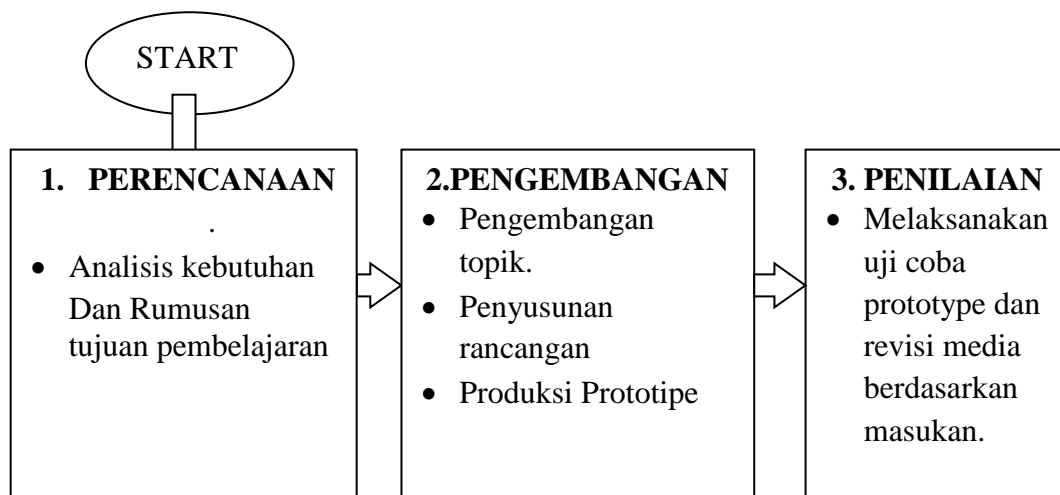 START
1. PERENCANAAN
.
• Analisis kebutuhan
Dan Rumusan
tujuan pembelajaran
2.PENGEMBANGAN
• Pengembangan
topik.
• Penyusunan
rancangan
• Produksi Prototipe
3. PENILAIAN
• Melaksanakan
uji coba
prototype dan
revisi media
berdasarkan
masukan.